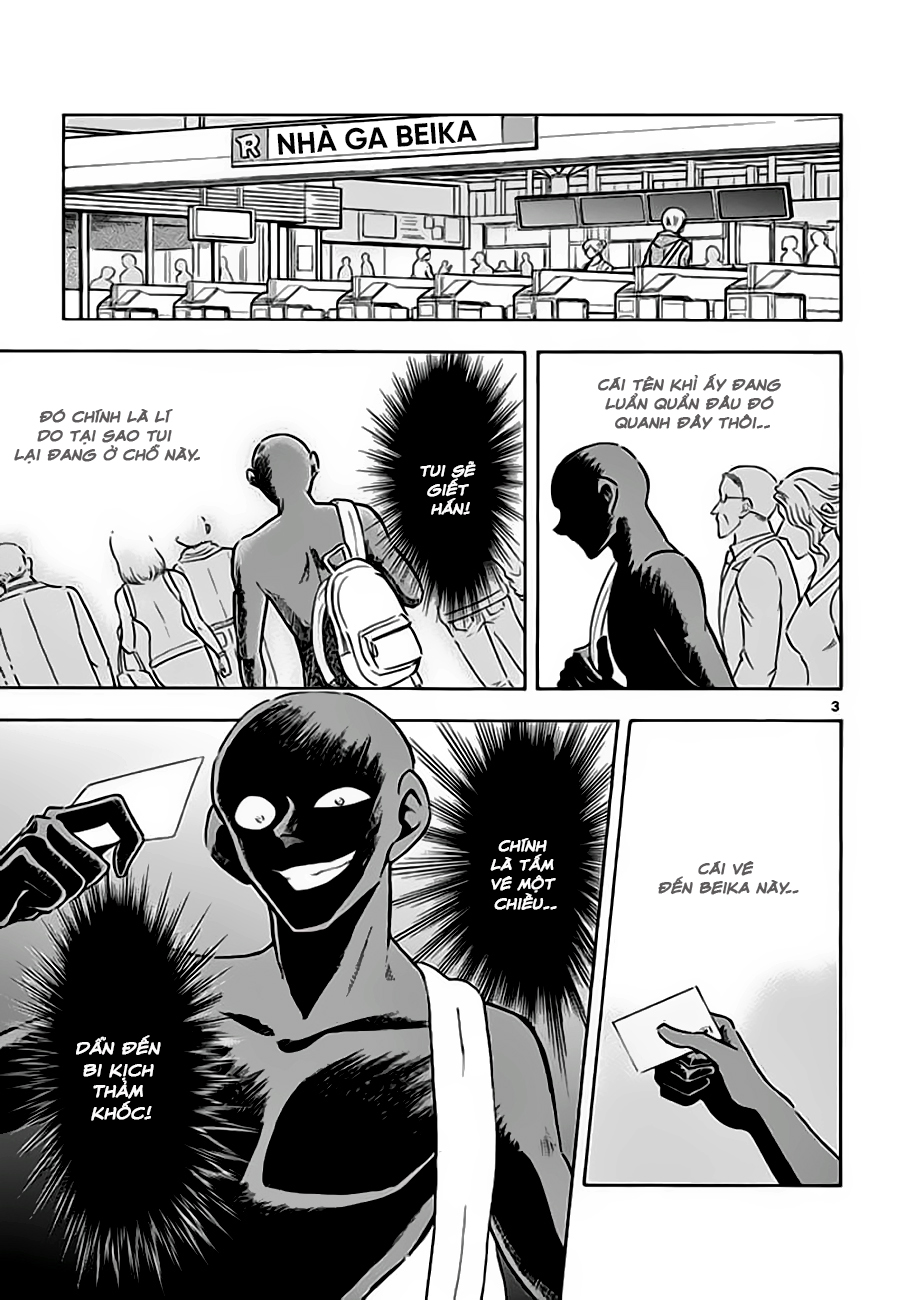 R NHÀ GA BEIKA
CÁI TÊN KHỈ ẤY ĐANG
LUẨN QUẨN ĐÂU ĐÓ
QUANH ĐÂY THÔI...
TUI SẼ
GIẾT
HẮN!
ĐÓ CHÍNH LÀ LÍ
DO TẠI SAO TUI
LẠI ĐANG Ở CHỖ NÀY.
3
CÁI VÉ
ĐẾN BEIKA NÀY...
CHÍNH
LÀ TẤM
VÉ MỘT
CHIỀU...
DẪN ĐẾN
BI KỊCH
THẢM
KHỐC!